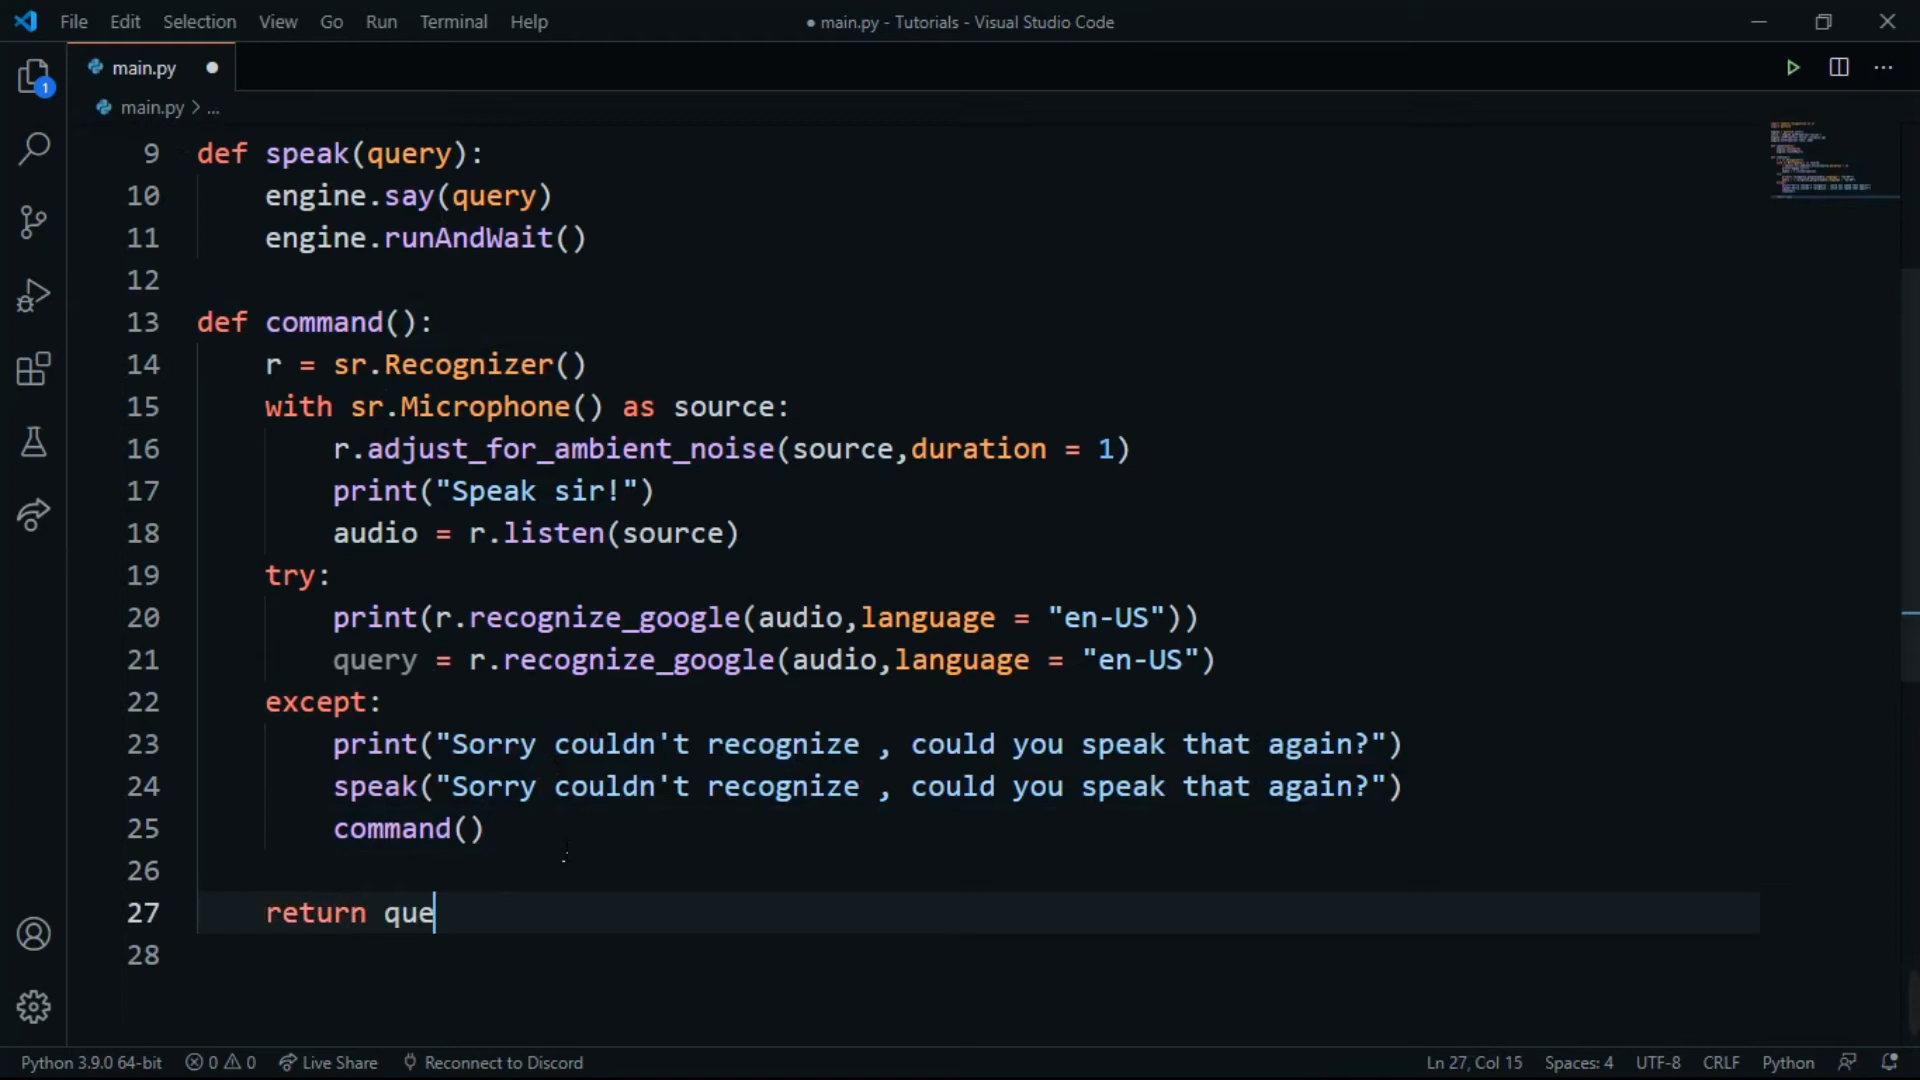 File Edit Selection View Go Run Terminal Help ● main.py - Tutorials - Visual Studio Code
main.py ●
1
main.py > ...
9 def speak(query):
10     engine.say(query)
11     engine.runAndWait()
12
13 def command():
14     r = sr.Recognizer()
15     with sr.Microphone() as source:
16         r.adjust_for_ambient_noise(source,duration = 1)
17         print("Speak sir!")
18         audio = r.listen(source)
19     try:
20         print(r.recognize_google(audio,language = "en-US"))
21         query = r.recognize_google(audio,language = "en-US")
22     except:
23         print("Sorry couldn't recognize , could you speak that again?")
24         speak("Sorry couldn't recognize , could you speak that again?")
25         command()
26
27     return que
28
Python 3.9.0 64-bit 0 0 Live Share Reconnect to Discord Ln 27, Col 15 Spaces: 4 UTF-8 CRLF Python